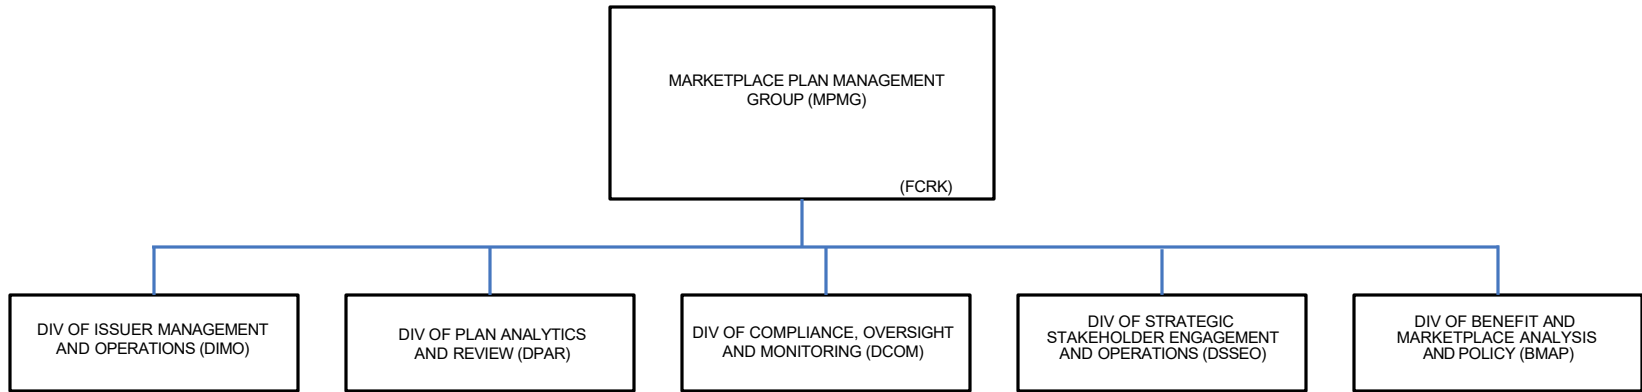 MARKETPLACE PLAN MANAGEMENT
GROUP (MPMG)
(FCRK)
DIV OF ISSUER MANAGEMENT
AND OPERATIONS (DIMO)
DIV OF PLAN ANALYTICS
AND REVIEW (DPAR)
DIV OF COMPLIANCE, OVERSIGHT
AND MONITORING (DCOM)
DIV OF STRATEGIC
STAKEHOLDER ENGAGEMENT
AND OPERATIONS (DSSEO)
DIV OF BENEFIT AND
MARKETPLACE ANALYSIS
AND POLICY (BMAP)